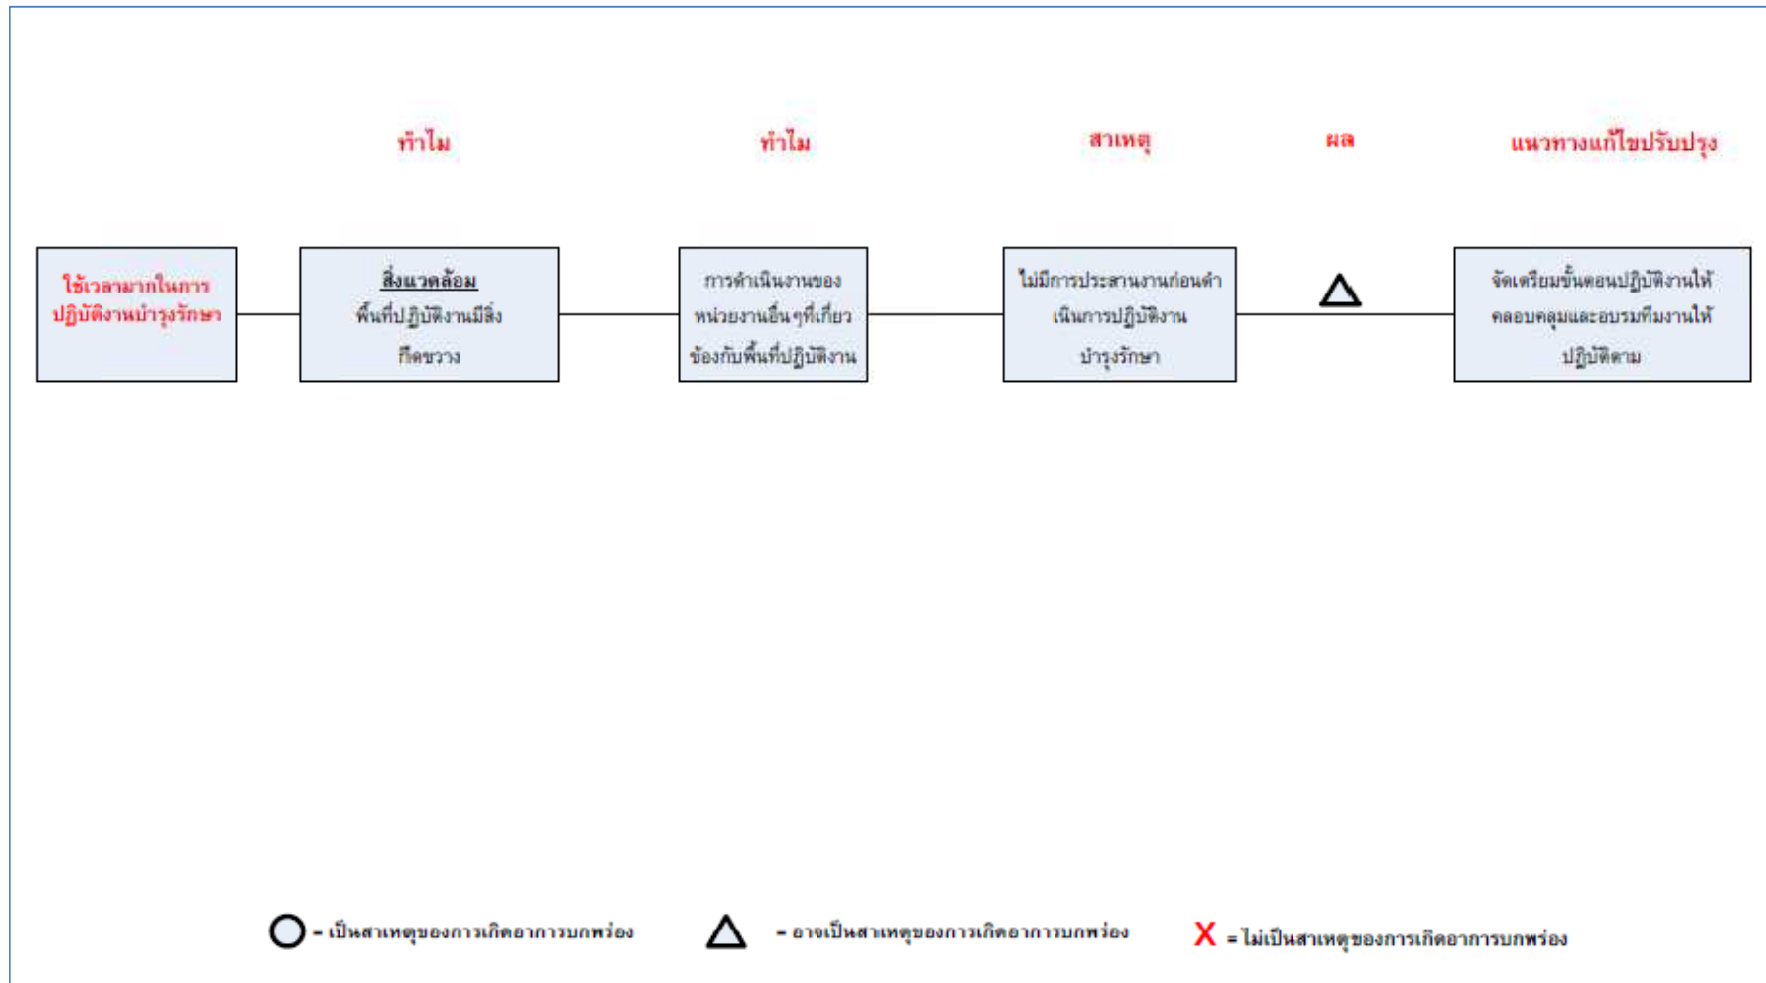 ทำไม
ทำไม
สาเหตุ
ผล
แนวทางแก้ไขปรับปรุง
ใช้เวลามากในการ
ปฏิบัติงานบำรุงรักษา
สิ่งแวดล้อม
พื้นที่ปฏิบัติงานมีสิ่ง
กีดขวาง
การดำเนินงานของ
หน่วยงานอื่นๆที่เกี่ยว
ข้องกับพื้นที่ปฏิบัติงาน
ไม่มีการประสานงานก่อนดำ
เนินการปฏิบัติงาน
บำรุงรักษา
จัดเตรียมขั้นตอนปฏิบัติงานให้
คลอบคลุมและอบรมทีมงานให้
ปฏิบัติตาม
= เป็นสาเหตุของการเกิดอาการบกพร่อง
= อาจเป็นสาเหตุของการเกิดอาการบกพร่อง
X = ไม่เป็นสาเหตุของการเกิดอาการบกพร่อง